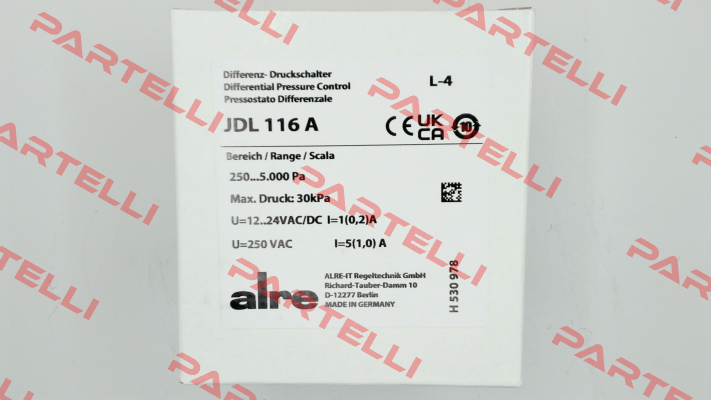 Differenz- Druckschalter
Differential Pressure Control
Pressostato Differenzale
L-4
JDL 116 A
CE UK CA 10
Bereich / Range / Scala
250...5.000 Pa
Max. Druck: 30kPa
U=12..24VAC/DC I=1(0,2)A
U=250 VAC I=5(1,0) A
alre
ALRE-IT Regeltechnik GmbH
Richard-Tauber-Damm 10
D-12277 Berlin
MADE IN GERMANY
H 530 978
PARTELLI
PARTELLI
PARTELLI
PARTELLI
PARTELLI
PARTELLI
PARTELLI
PARTELLI
PARTELLI